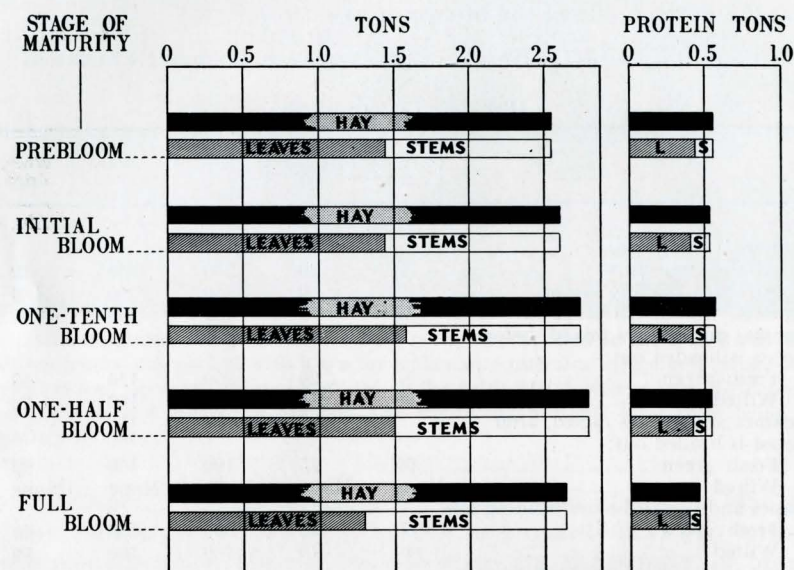 STAGE OF MATURITY
TONS
PROTEIN TONS
0 0.5 1.0 1.5 2.0 2.5
0 0.5 1.0
HAY
PREBLOOM
LEAVES STEMS L S
HAY
INITIAL BLOOM
LEAVES STEMS L S
HAY
ONE-TENTH BLOOM
LEAVES STEMS L S
HAY
ONE-HALF BLOOM
LEAVES STEMS L S
HAY
FULL BLOOM
LEAVES STEMS L S